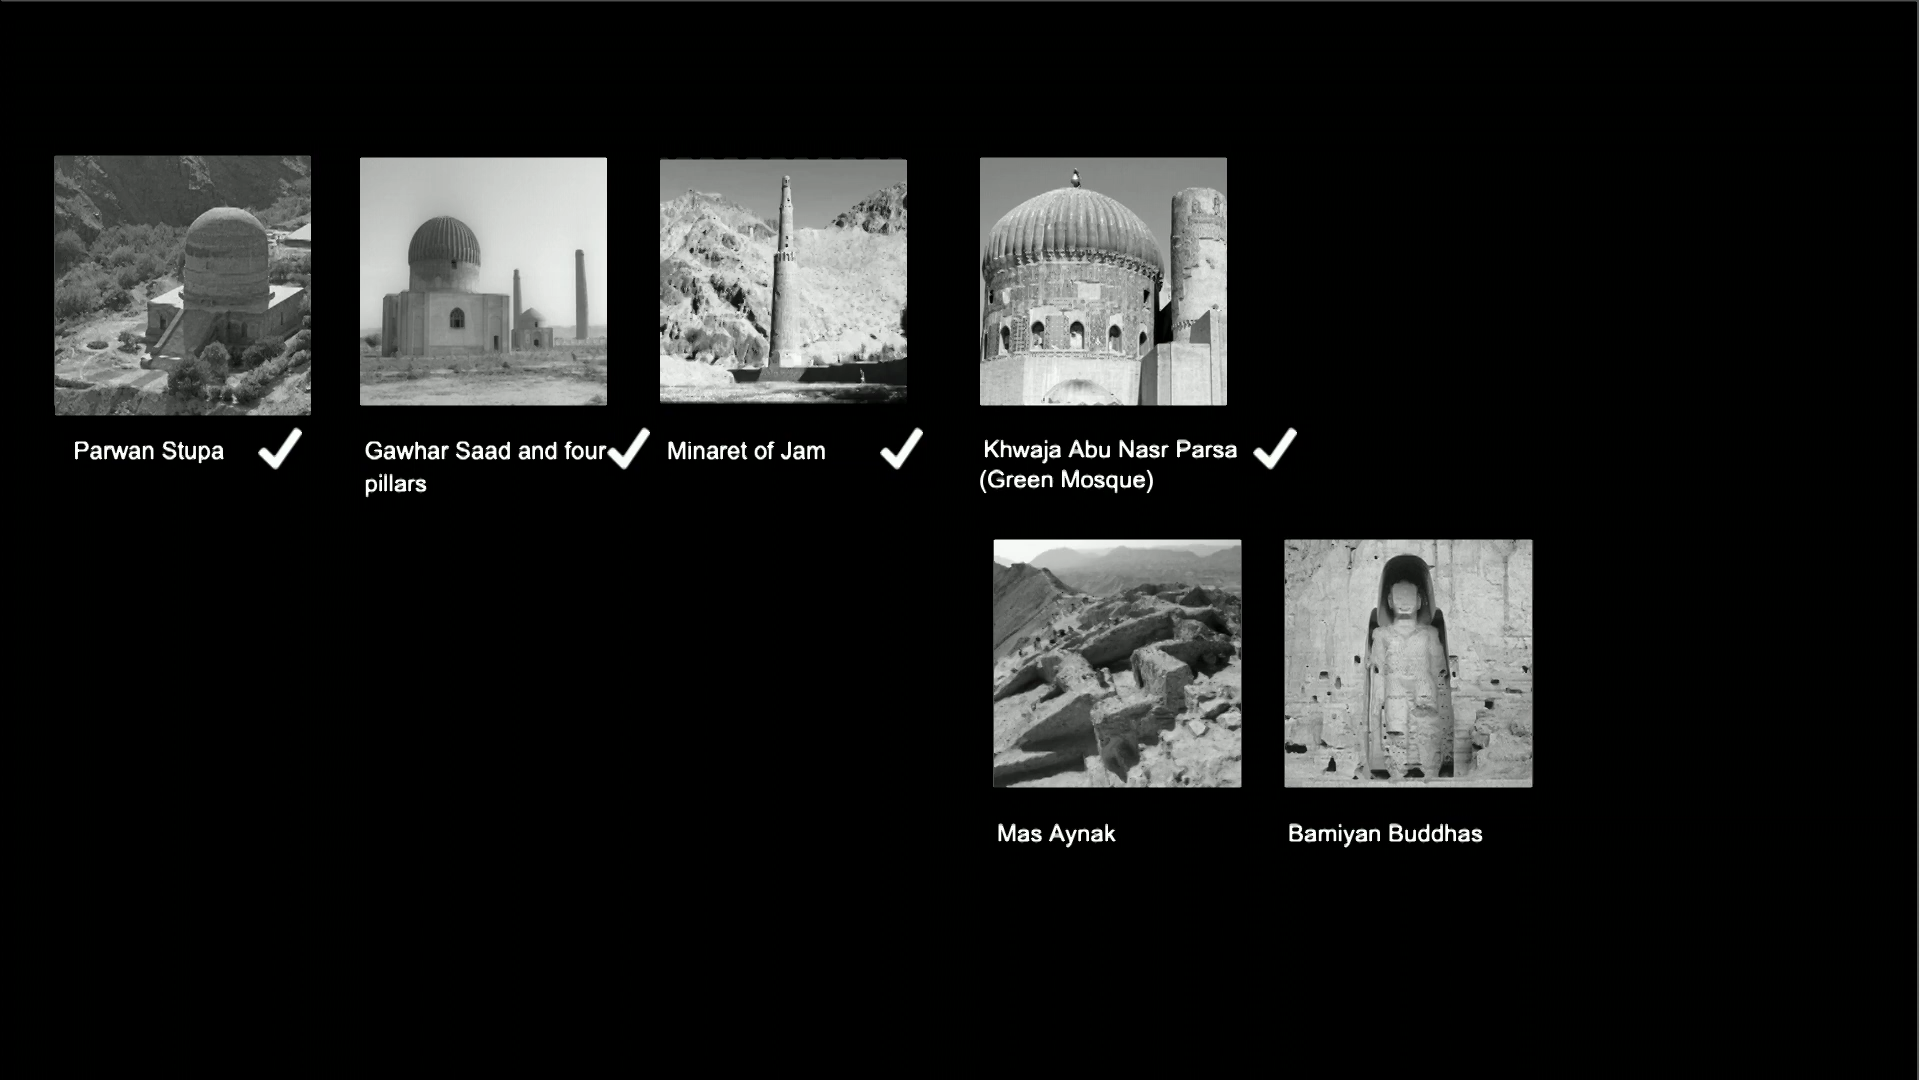 Parwan Stupa
Gawhar Saad and four
pillars
Minaret of Jam
Khwaja Abu Nasr Parsa
(Green Mosque)
Mas Aynak
Bamiyan Buddhas